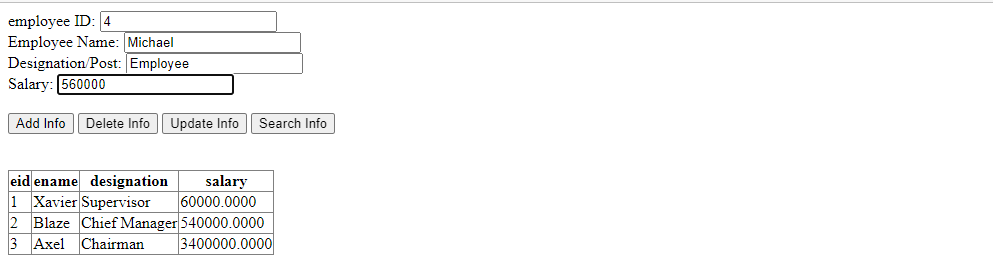 employee ID: 4
Employee Name: Michael
Designation/Post: Employee
Salary: 560000
Add Info Delete Info Update Info Search Info
eid ename designation salary
1 Xavier Supervisor 60000.0000
2 Blaze Chief Manager 540000.0000
3 Axel Chairman 3400000.0000